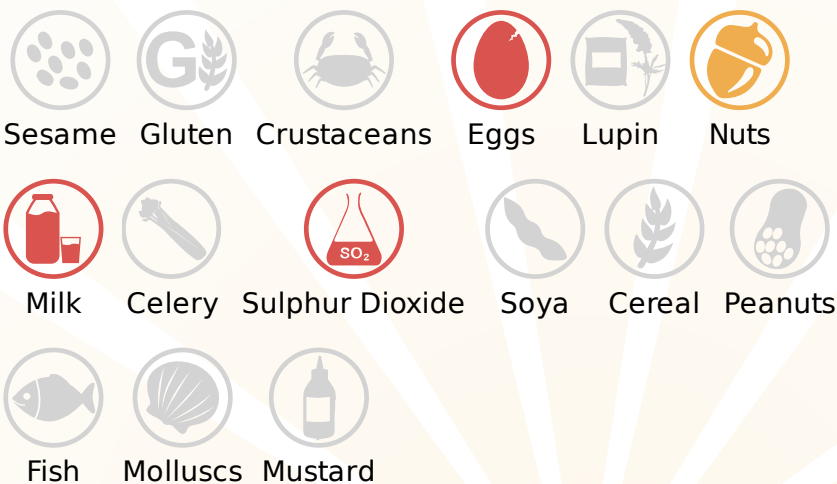 G
Sesame Gluten Crustaceans Eggs Lupin Nuts
SO₂
Milk Celery Sulphur Dioxide Soya Cereal Peanuts
Fish Molluscs Mustard